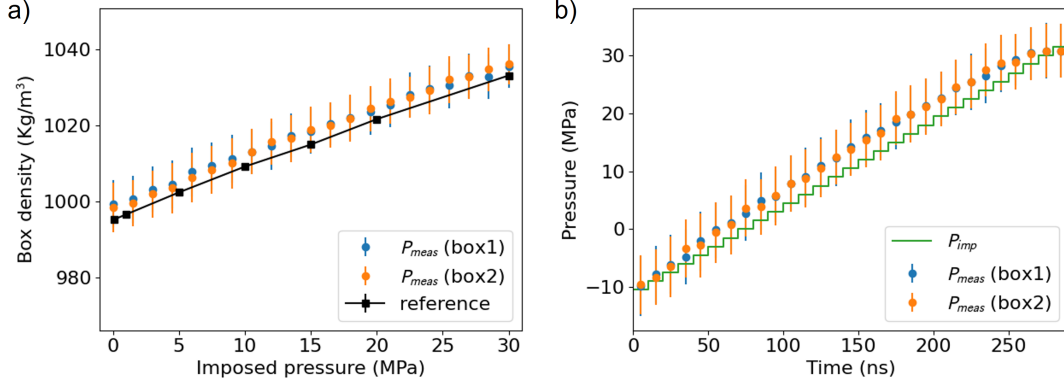 a)
1040
1020
1000
980
Box density (Kg/m³)
P_meas (box1)
P_meas (box2)
reference
0 5 10 15 20 25 30
Imposed pressure (MPa)
b)
30
20
10
0
−10
Pressure (MPa)
P_imp
P_meas (box1)
P_meas (box2)
0 50 100 150 200 250
Time (ns)